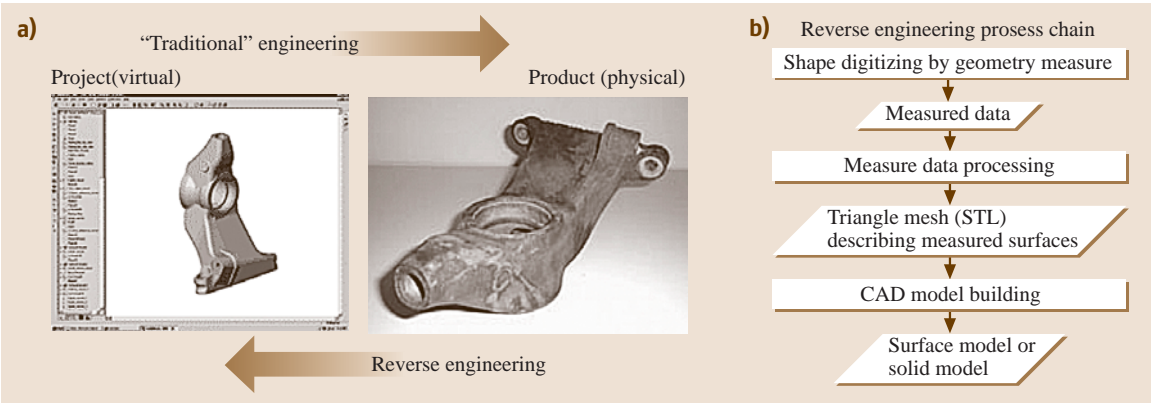 a)
“Traditional” engineering
Project(virtual)
Product (physical)
Reverse engineering
b)
Reverse engineering prosess chain
Shape digitizing by geometry measure
Measured data
Measure data processing
Triangle mesh (STL)
describing measured surfaces
CAD model building
Surface model or
solid model